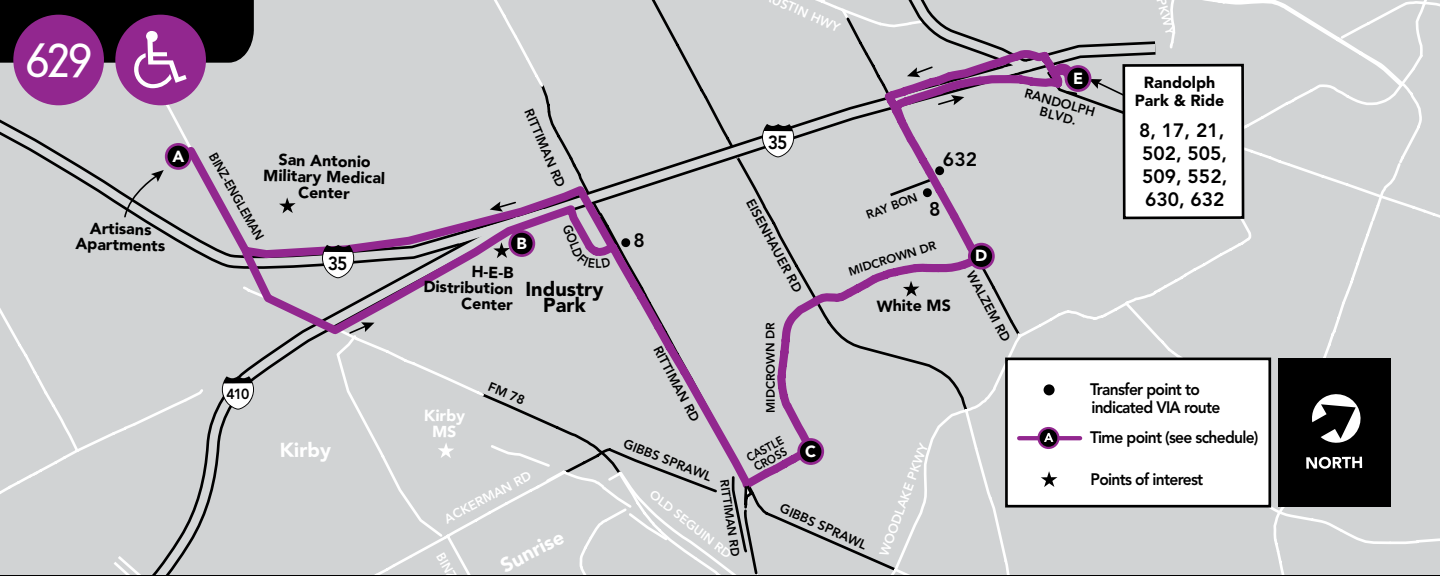 629
AUSTIN HWY
PKWY
E
Randolph
Park & Ride
8, 17, 21,
502, 505,
509, 552,
630, 632
RANDOLPH
BLVD.
RITTIMAN RD
35
A
BINZ-ENGLEMAN
San Antonio
Military Medical
Center
632
RAY BON
8
Artisans
Apartments
EISENHAUER RD
B
GOLDFIELD
8
35
H-E-B
Distribution
Center
Industry
Park
MIDCROWN DR
D
White MS
WALZEM RD
MIDCROWN DR
RITTIMAN RD
410
FM 78
Kirby
MS
Kirby
GIBBS SPRAWL
CASTLE
CROSS
C
ACKERMAN RD
RITTIMAN RD
OLD SEGUIN RD
GIBBS SPRAWL
WOODLAKE PKWY
Sunrise
BINZ
Transfer point to
indicated VIA route
A
Time point (see schedule)
Points of interest
NORTH